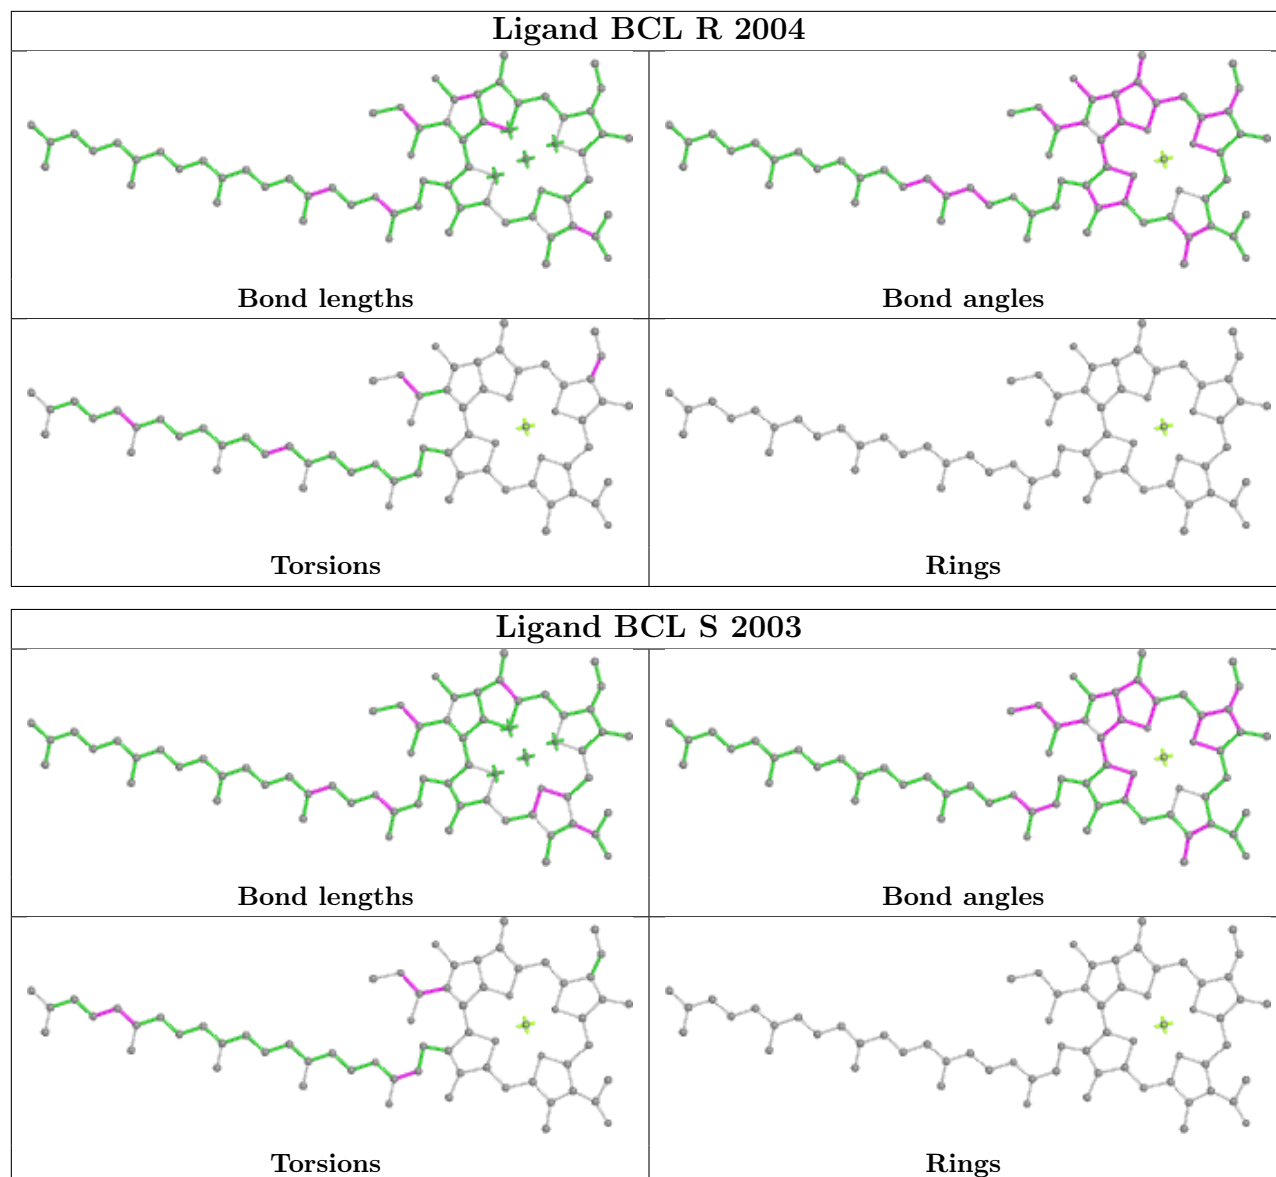 Ligand BCL R 2004
Bond lengths
Bond angles
Torsions
Rings
Ligand BCL S 2003
Bond lengths
Bond angles
Torsions
Rings